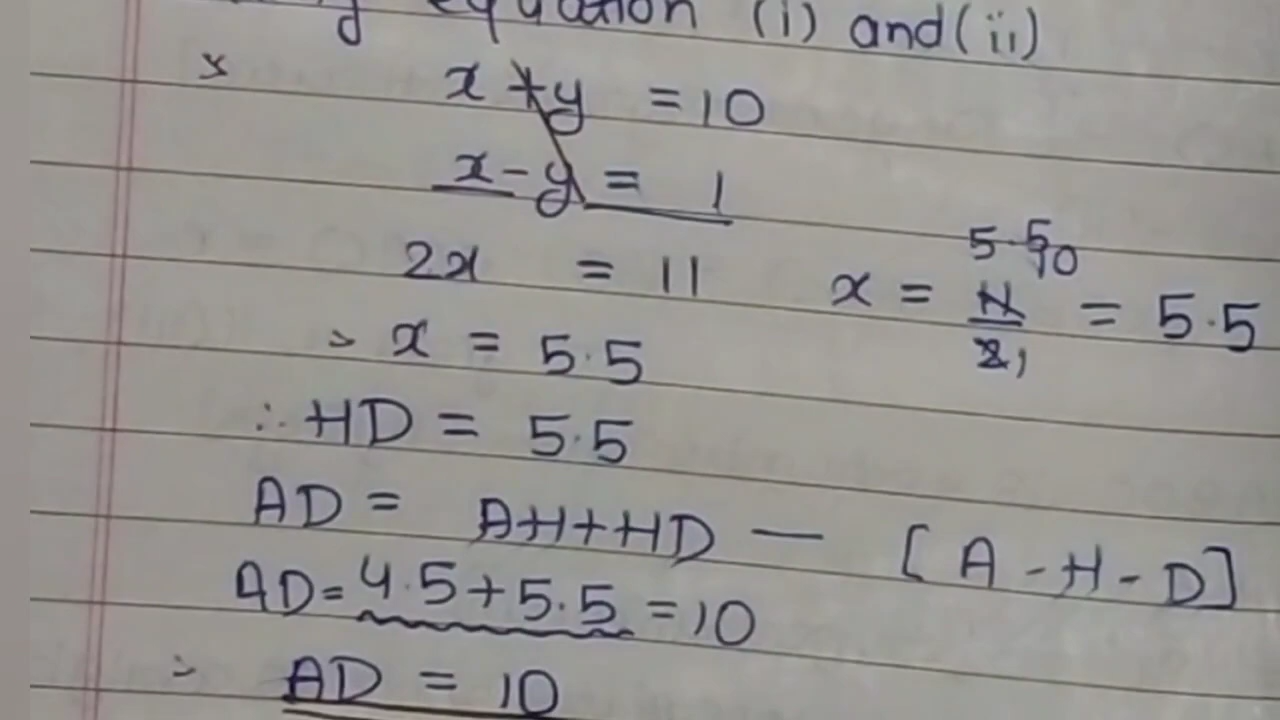 equation (i) and (ii)
x + y = 10
x - y = 1
2x = 11 x = 11/2 = 5.5
x = 5.5
∴ HD = 5.5
AD = AH + HD — [A - H - D]
AD = 4.5 + 5.5 = 10
AD = 10